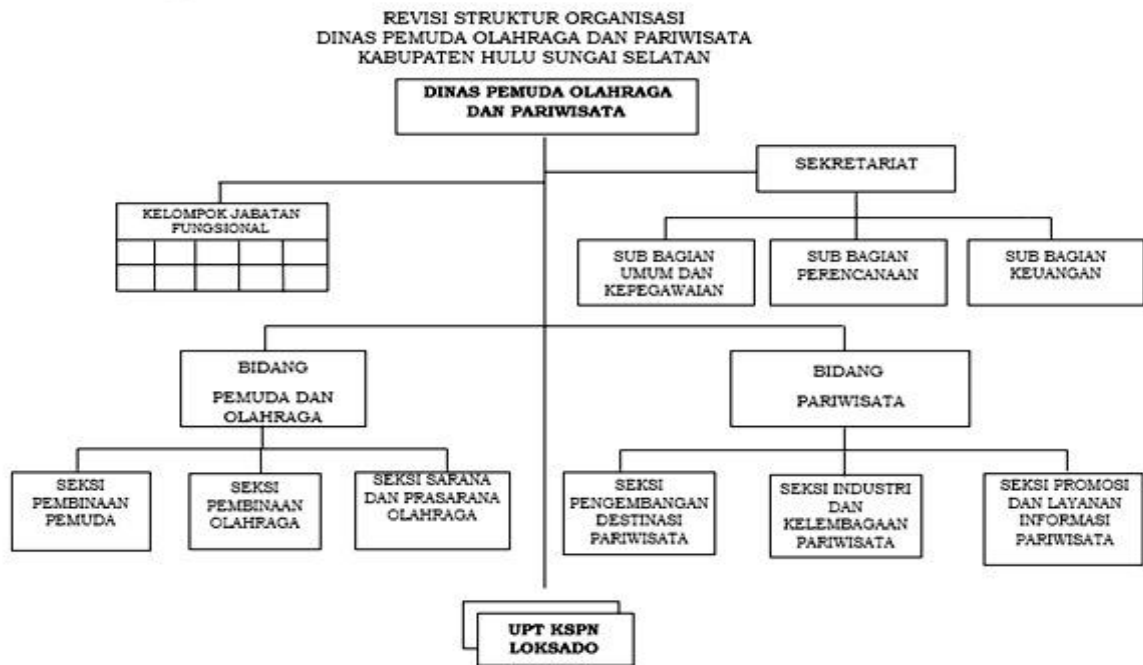 REVISI STRUKTUR ORGANISASI
DINAS PEMUDA OLAHRAGA DAN PARIWISATA
KABUPATEN HULU SUNGAI SELATAN
DINAS PEMUDA OLAHRAGA
DAN PARIWISATA
SEKRETARIAT
KELOMPOK JABATAN
FUNGSIONAL
SUB BAGIAN
UMUM DAN
KEPEGAWAIAN
SUB BAGIAN
PERENCANAAN
SUB BAGIAN
KEUANGAN
BIDANG
PEMUDA DAN
OLAHRAGA
BIDANG
PARIWISATA
SEKSI
PEMBINAAN
PEMUDA
SEKSI
PEMBINAAN
OLAHRAGA
SEKSI SARANA
DAN PRASARANA
OLAHRAGA
SEKSI
PENGEMBANGAN
DESTINASI
PARIWISATA
SEKSI INDUSTRI
DAN
KELEMBAGAAN
PARIWISATA
SEKSI PROMOSI
DAN LAYANAN
INFORMASI
PARIWISATA
UPT KSPN
LOKSADO